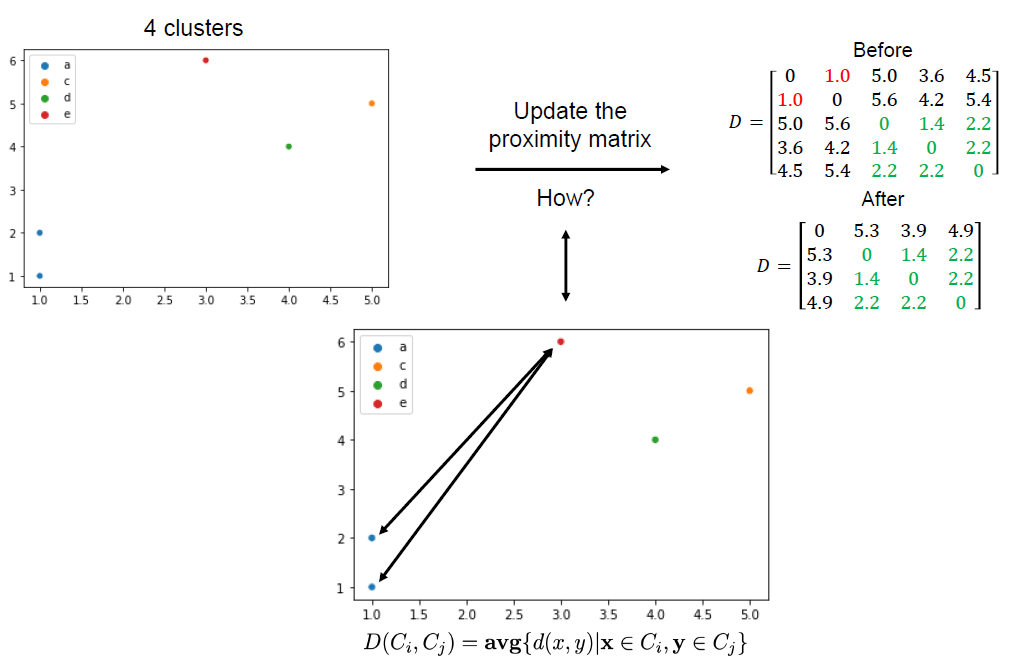 4 clusters
6
5
4
3
2
1
a
c
d
e
1.0 1.5 2.0 2.5 3.0 3.5 4.0 4.5 5.0
Update the
proximity matrix
How?
Before
D =
0 1.0 5.0 3.6 4.5
1.0 0 5.6 4.2 5.4
5.0 5.6 0 1.4 2.2
3.6 4.2 1.4 0 2.2
4.5 5.4 2.2 2.2 0
After
D =
0 5.3 3.9 4.9
5.3 0 1.4 2.2
3.9 1.4 0 2.2
4.9 2.2 2.2 0
6
5
4
3
2
1
a
c
d
e
1.0 1.5 2.0 2.5 3.0 3.5 4.0 4.5 5.0
D(C_i, C_j) = avg{d(x, y)|x ∈ C_i, y ∈ C_j}